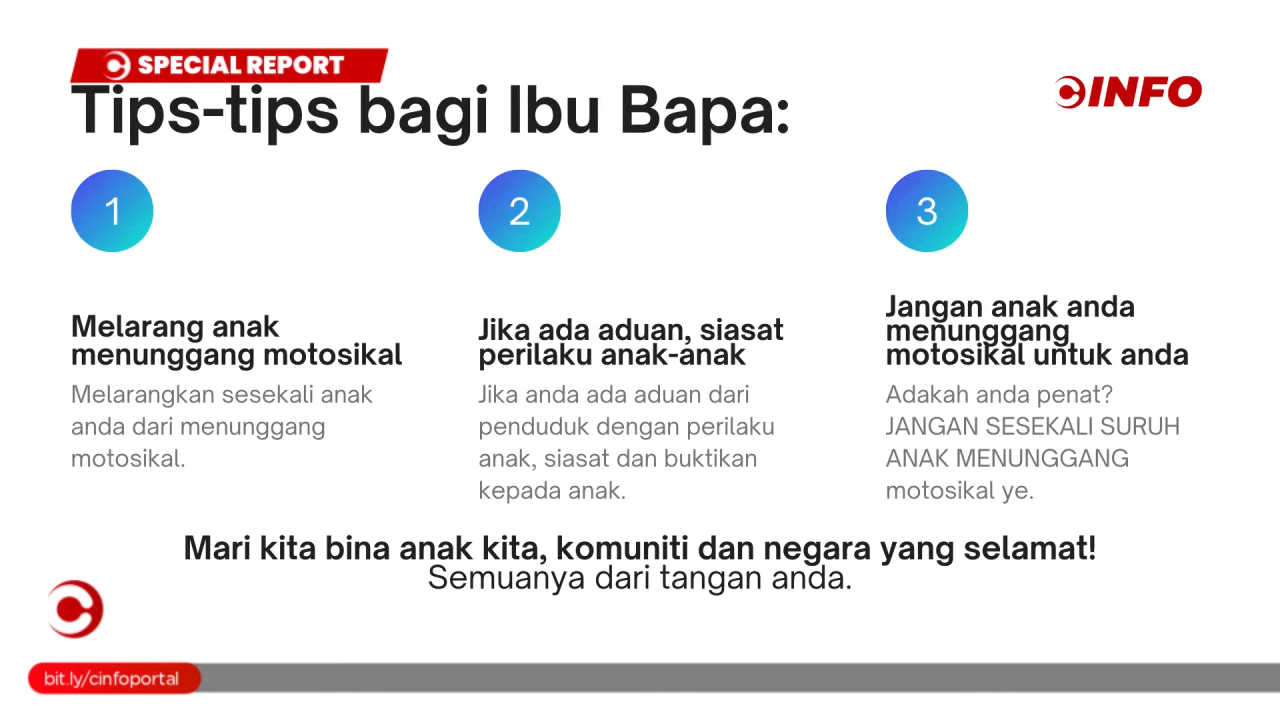 SPECIAL REPORT
Tips-tips bagi Ibu Bapa:
CINFO
1
Melarang anak
menunggang motosikal
Melarangkan sesekali anak
anda dari menunggang
motosikal.
2
Jika ada aduan, siasat
perilaku anak-anak
Jika anda ada aduan dari
penduduk dengan perilaku
anak, siasat dan buktikan
kepada anak.
3
Jangan anak anda
menunggang
motosikal untuk anda
Adakah anda penat?
JANGAN SESEKALI SURUH
ANAK MENUNGGANG
motosikal ye.
Mari kita bina anak kita, komuniti dan negara yang selamat!
Semuanya dari tangan anda.
bit.ly/cinfoportal